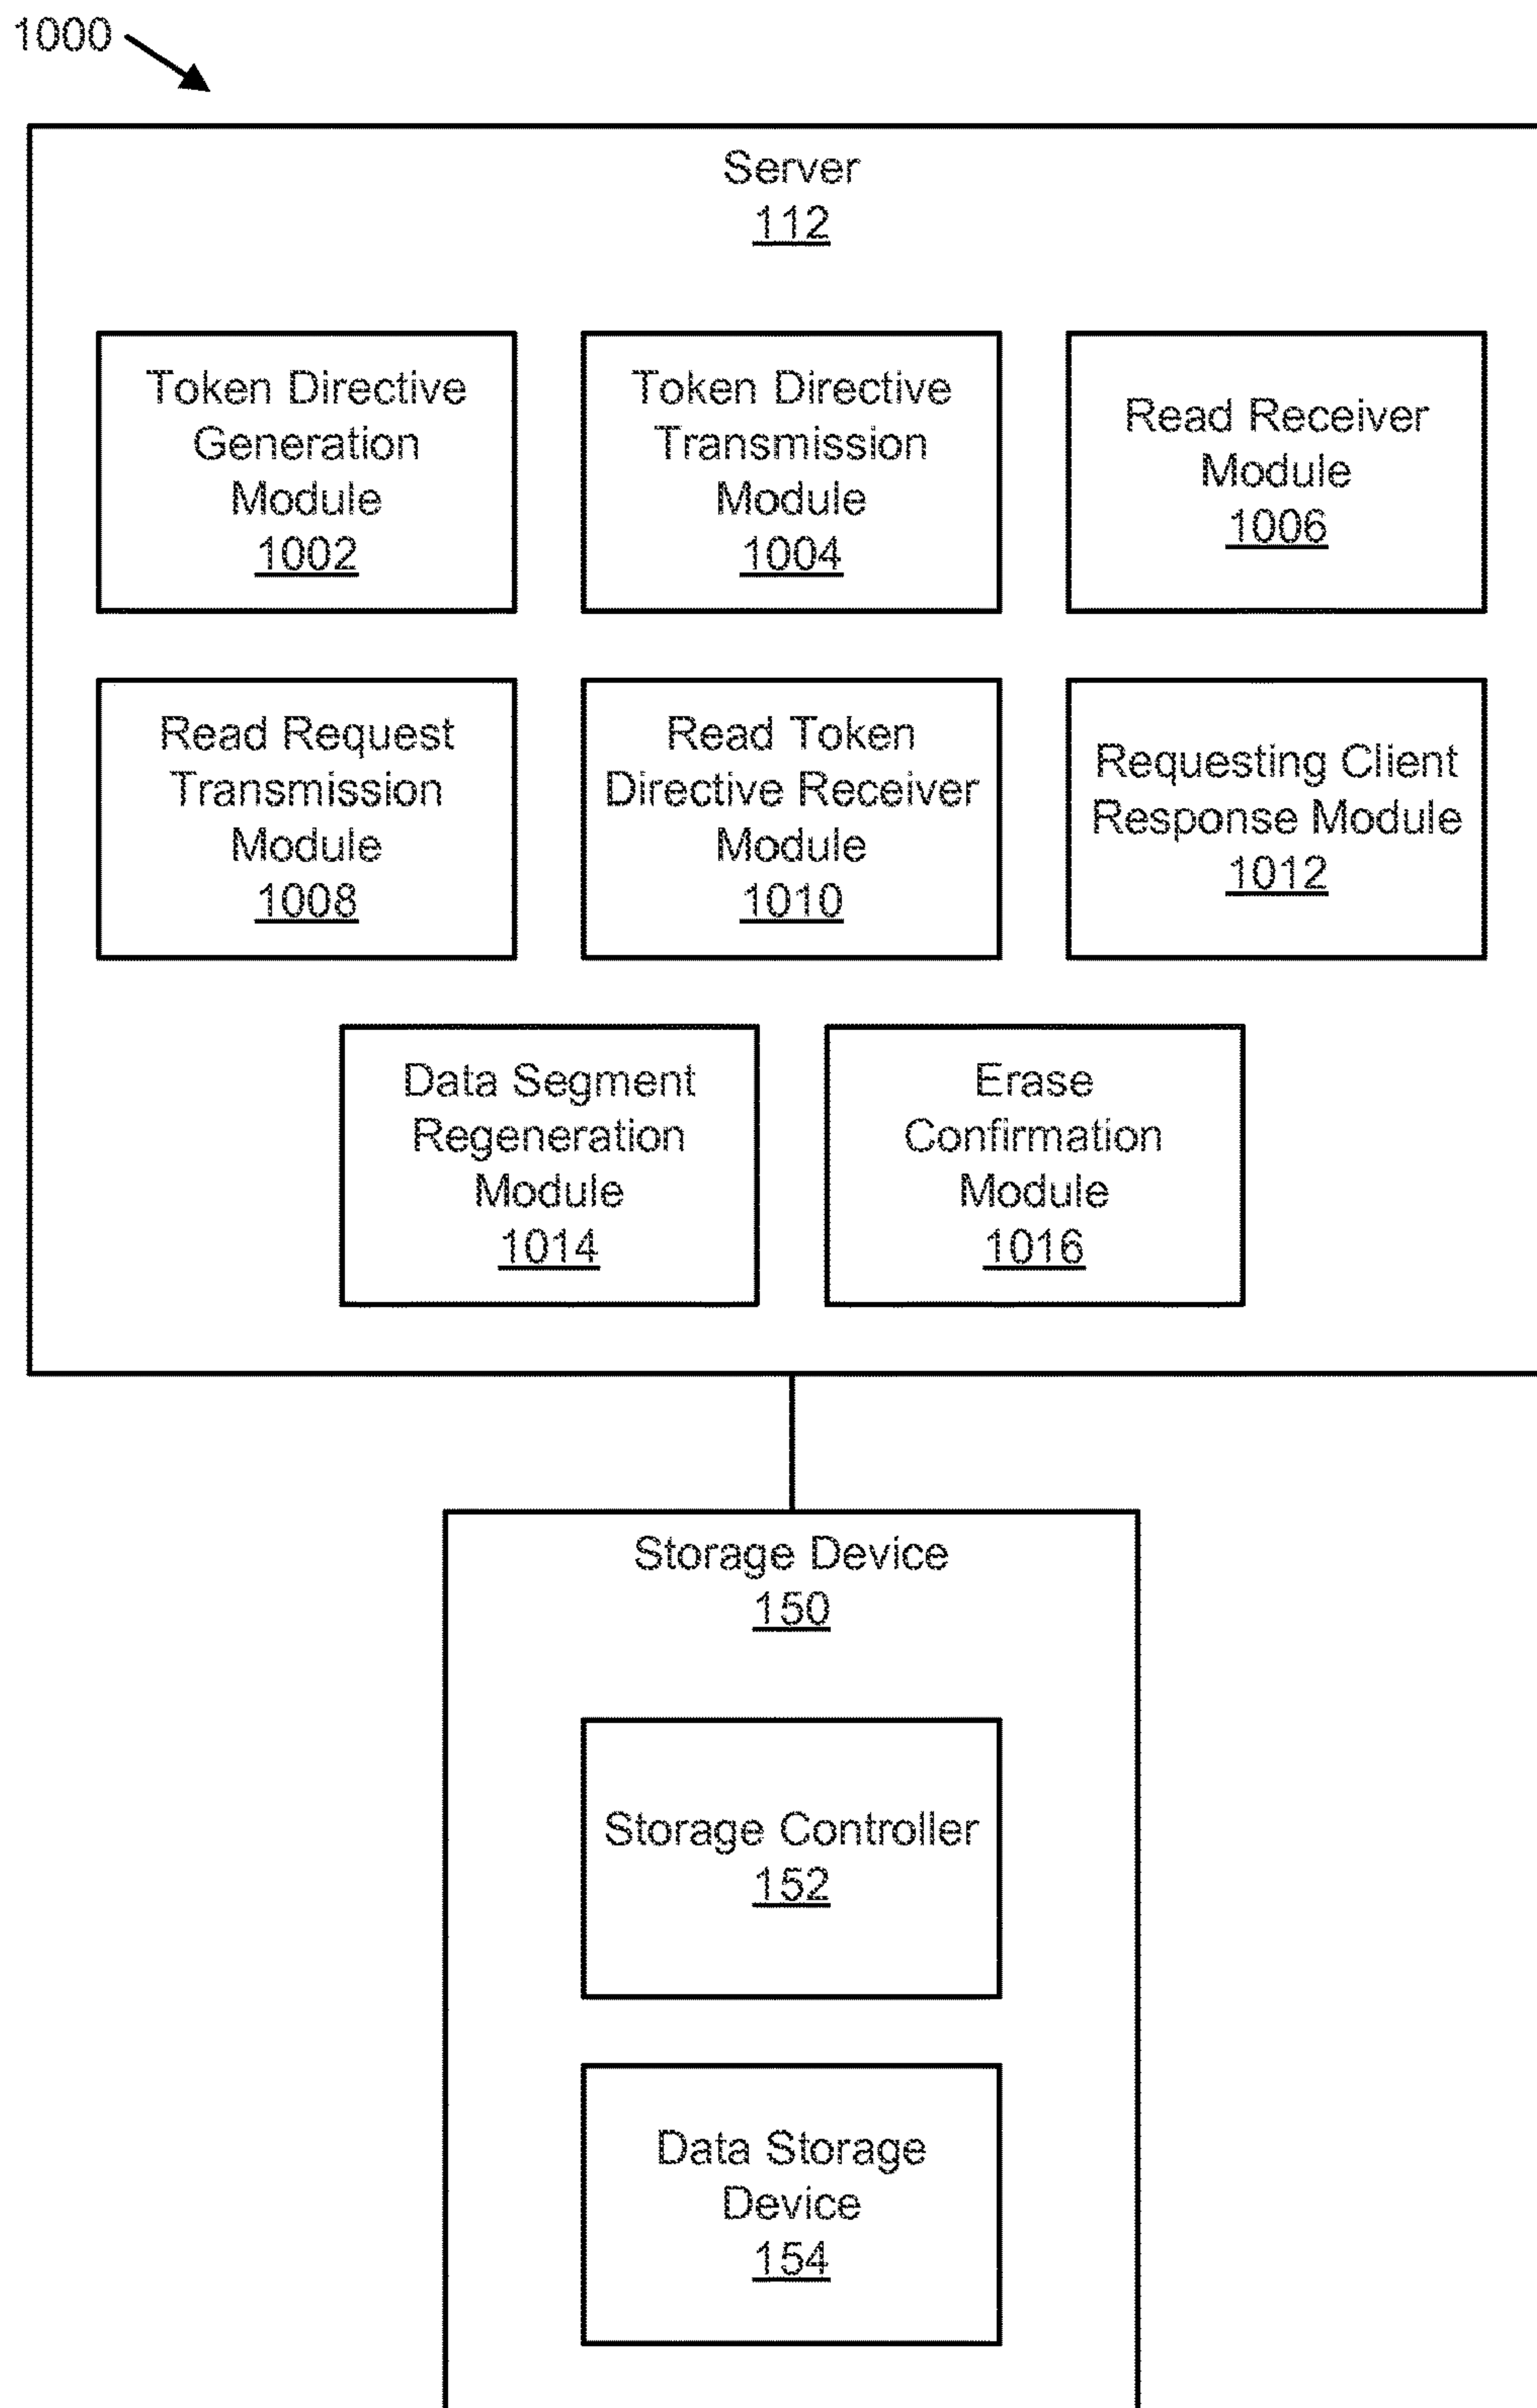 1000
Server
112
Token Directive
Generation
Module
1002
Token Directive
Transmission
Module
1004
Read Receiver
Module
1006
Read Request
Transmission
Module
1008
Read Token
Directive Receiver
Module
1010
Requesting Client
Response Module
1012
Data Segment
Regeneration
Module
1014
Erase
Confirmation
Module
1016
Storage Device
150
Storage Controller
152
Data Storage
Device
154